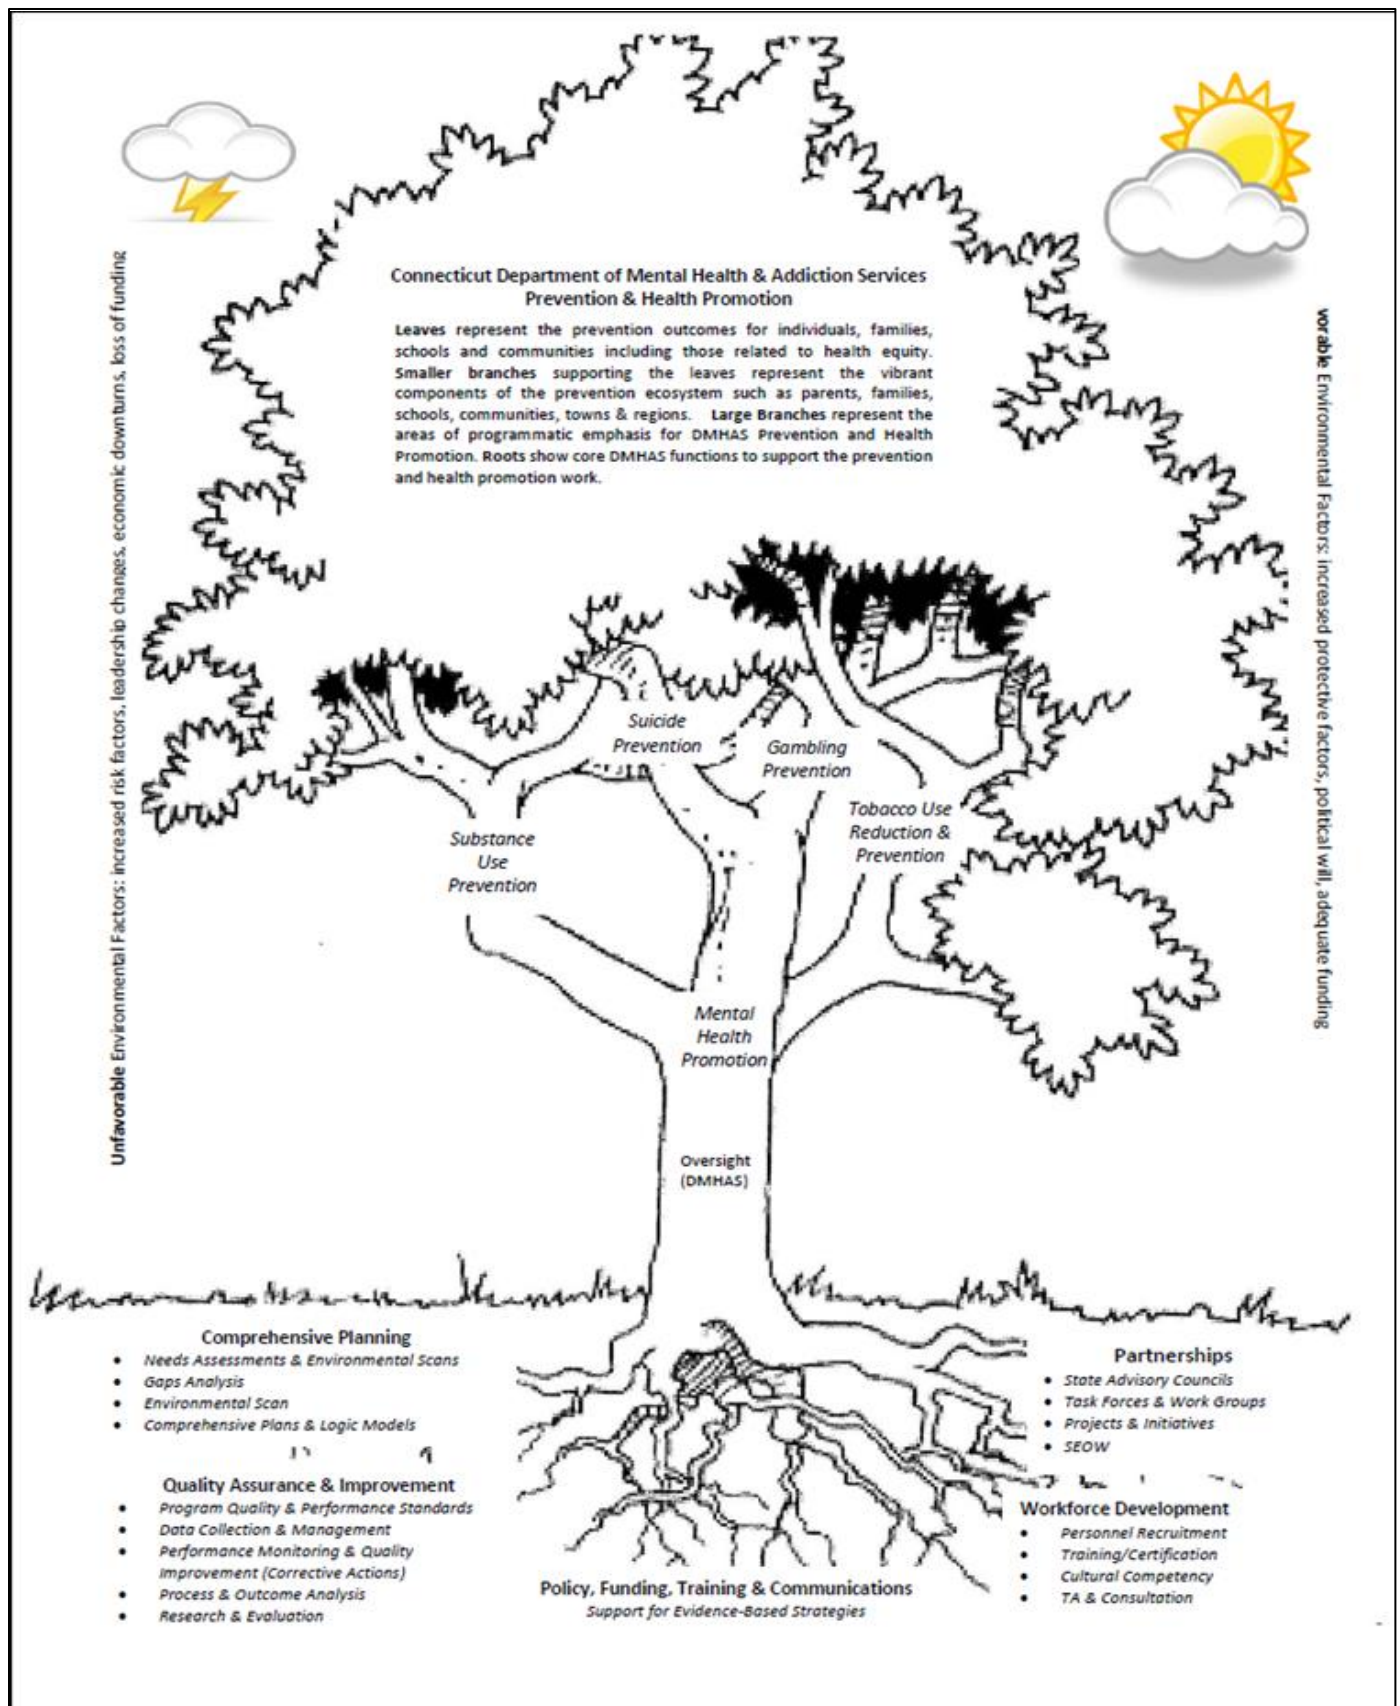 Connecticut Department of Mental Health & Addiction Services
Prevention & Health Promotion
Leaves represent the prevention outcomes for individuals, families,
schools and communities including those related to health equity.
Smaller branches supporting the leaves represent the vibrant
components of the prevention ecosystem such as parents, families,
schools, communities, towns & regions. Large Branches represent the
areas of programmatic emphasis for DMHAS Prevention and Health
Promotion. Roots show core DMHAS functions to support the prevention
and health promotion work.
Unfavorable Environmental Factors: increased risk factors, leadership changes, economic downturns, loss of funding
vorable Environmental Factors: increased protective factors, political will, adequate funding
Suicide
Prevention
Gambling
Prevention
Substance
Use
Prevention
Tobacco Use
Reduction &
Prevention
Mental
Health
Promotion
Oversight
(DMHAS)
Comprehensive Planning
• Needs Assessments & Environmental Scans
• Gaps Analysis
• Environmental Scan
• Comprehensive Plans & Logic Models
Quality Assurance & Improvement
• Program Quality & Performance Standards
• Data Collection & Management
• Performance Monitoring & Quality
Improvement (Corrective Actions)
• Process & Outcome Analysis
• Research & Evaluation
Policy, Funding, Training & Communications
Support for Evidence-Based Strategies
Partnerships
• State Advisory Councils
• Task Forces & Work Groups
• Projects & Initiatives
• SEOW
Workforce Development
• Personnel Recruitment
• Training/Certification
• Cultural Competency
• TA & Consultation